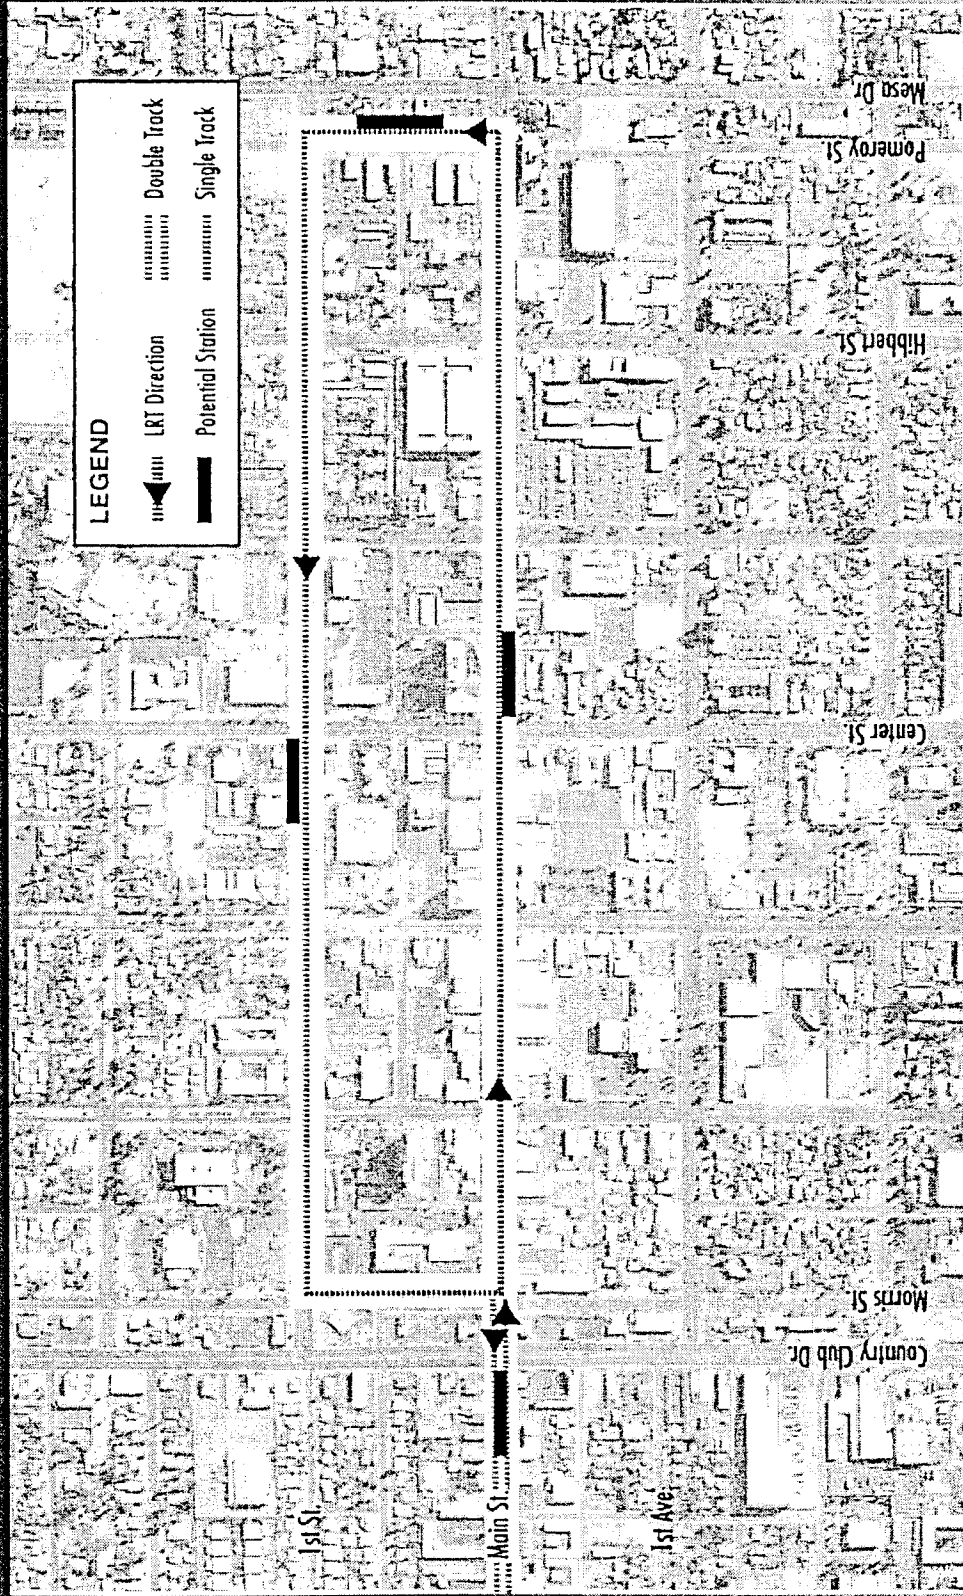 LEGEND
LRT Direction
Double Track
Potential Station
Single Track
1st St.
Main St.
1st Ave.
Country Club Dr.
Morris St.
Center St.
Hibbert St.
Pomeroy St.
Mesa Dr.